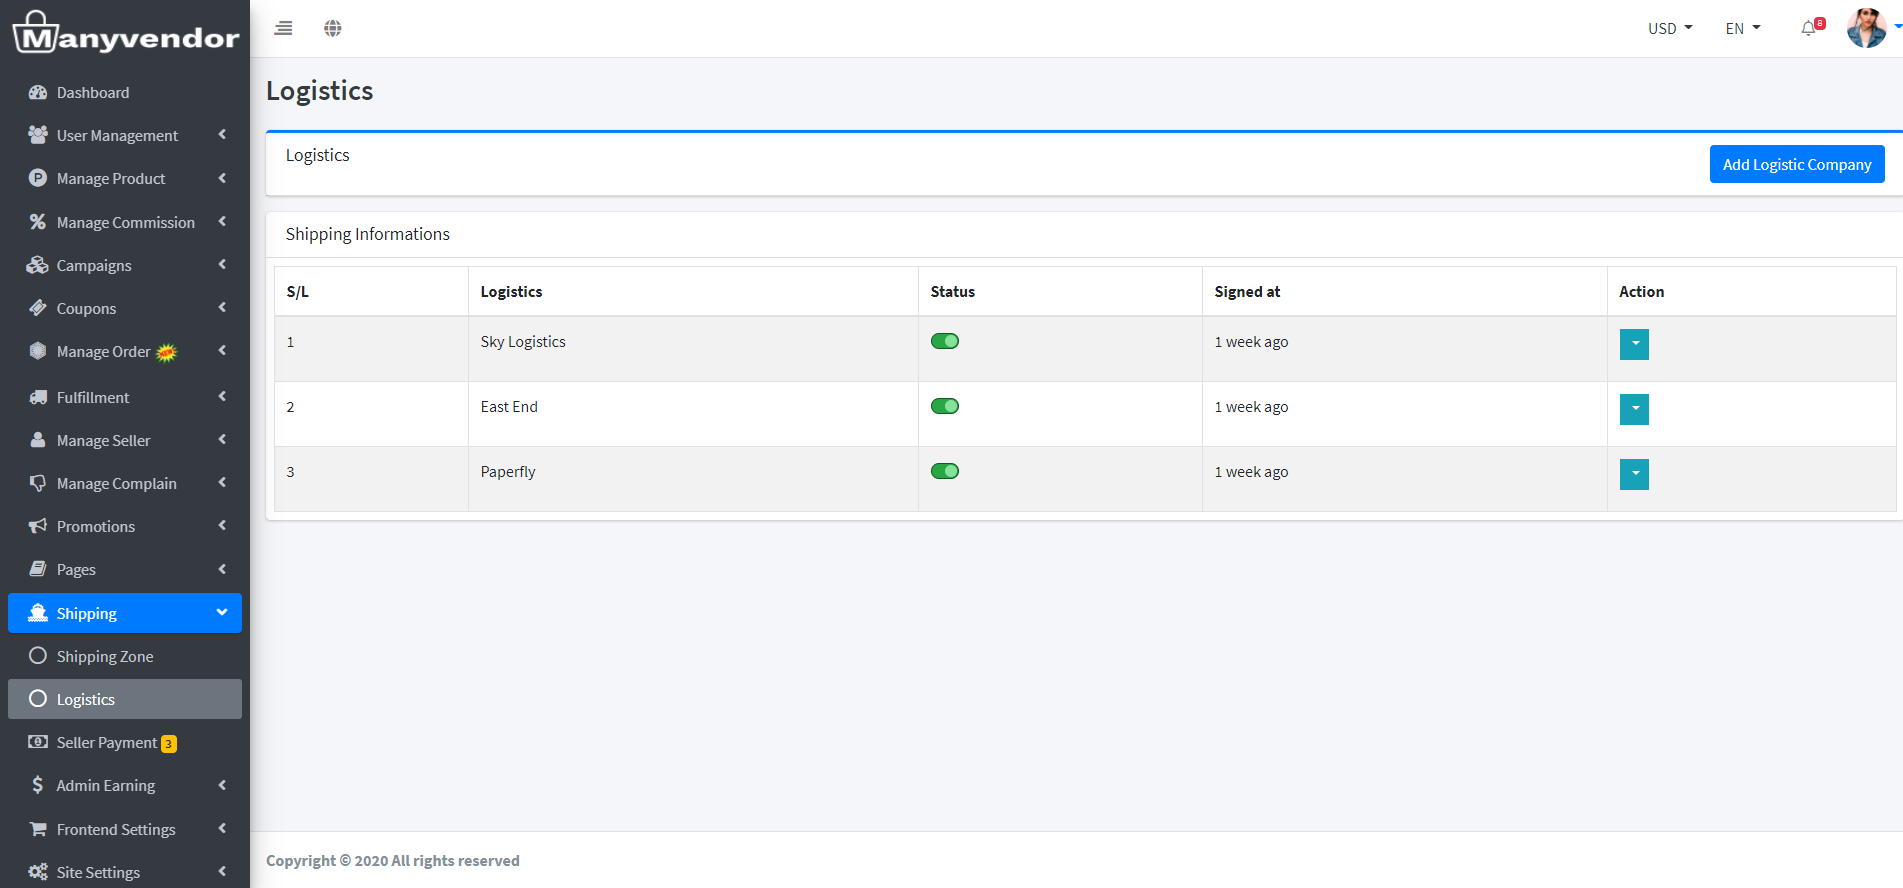 Manyvendor
Dashboard
User Management
Manage Product
Manage Commission
Campaigns
Coupons
Manage Order NEW
Fulfillment
Manage Seller
Manage Complain
Promotions
Pages
Shipping
Shipping Zone
Logistics
Seller Payment 3
Admin Earning
Frontend Settings
Site Settings
USD EN 8
Logistics
Logistics Add Logistic Company
Shipping Informations
S/L Logistics Status Signed at Action
1 Sky Logistics 1 week ago
2 East End 1 week ago
3 Paperfly 1 week ago
Copyright © 2020 All rights reserved